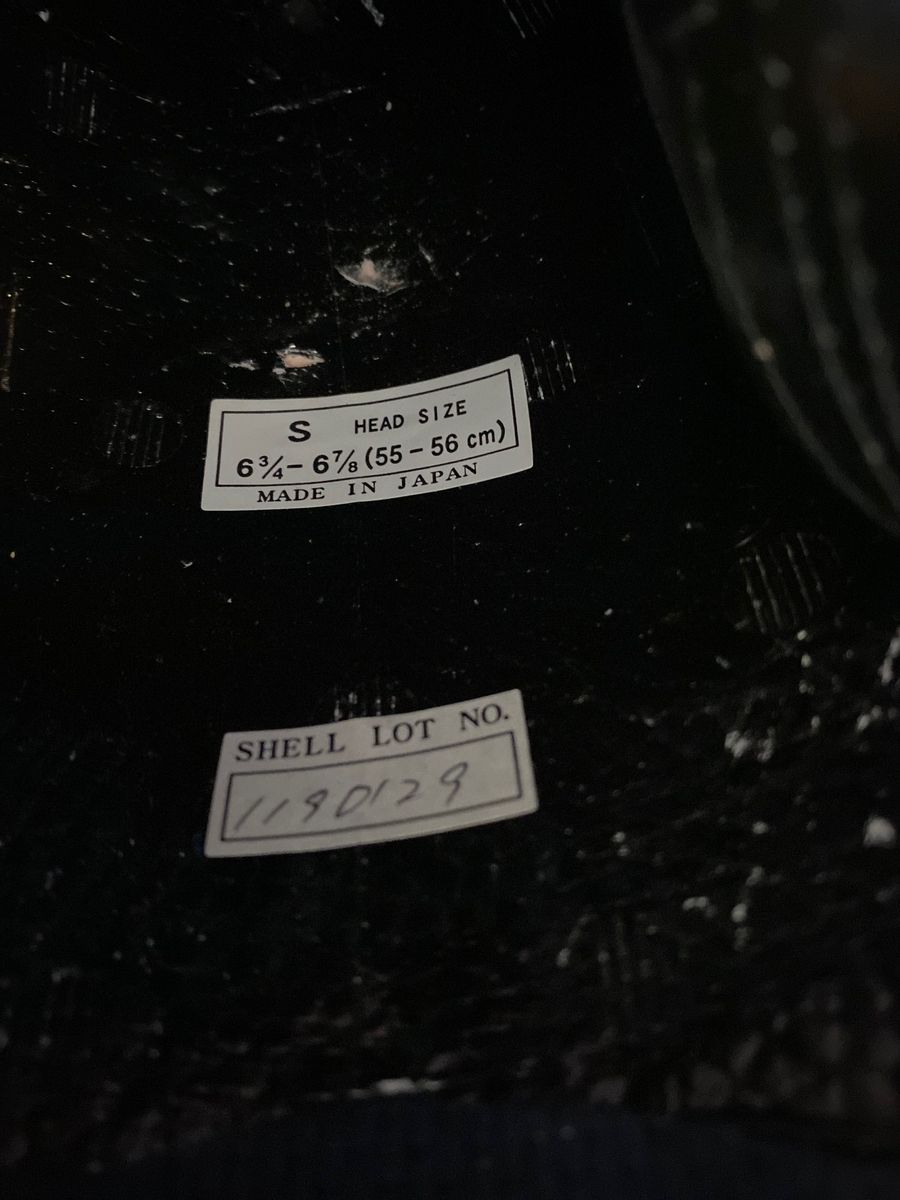 S HEAD SIZE
6¾–6⅞ (55–56 cm)
MADE IN JAPAN
SHELL LOT NO.
1190129